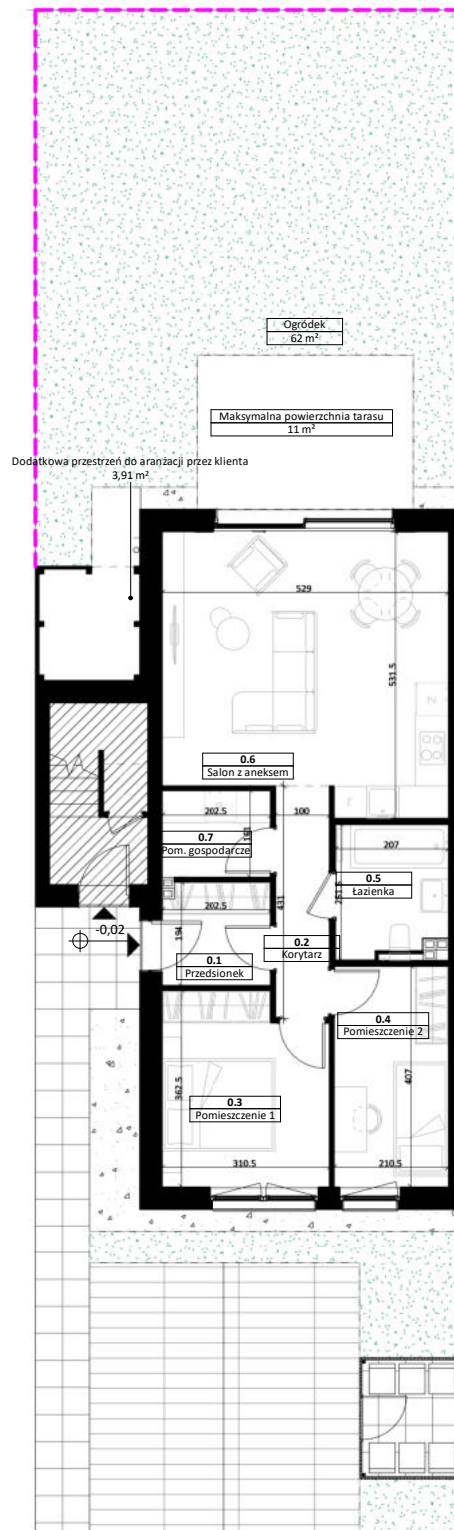 Ogródek
62 m²
Maksymalna powierzchnia tarasu
11 m²
Dodatkowa przestrzeń do aranżacji przez klienta
3,91 m²
529
531.5
Z
0.6
Salon z aneksem
r
202.5
100
161
0.7
Pom. gospodarcze
207
0.5
Łazienka
202.5
431
-0,02
194
0.2
Korytarz
0.1
Przedsionek
0.4
Pomieszczenie 2
362.5
407
0.3
Pomieszczenie 1
310.5
210.5